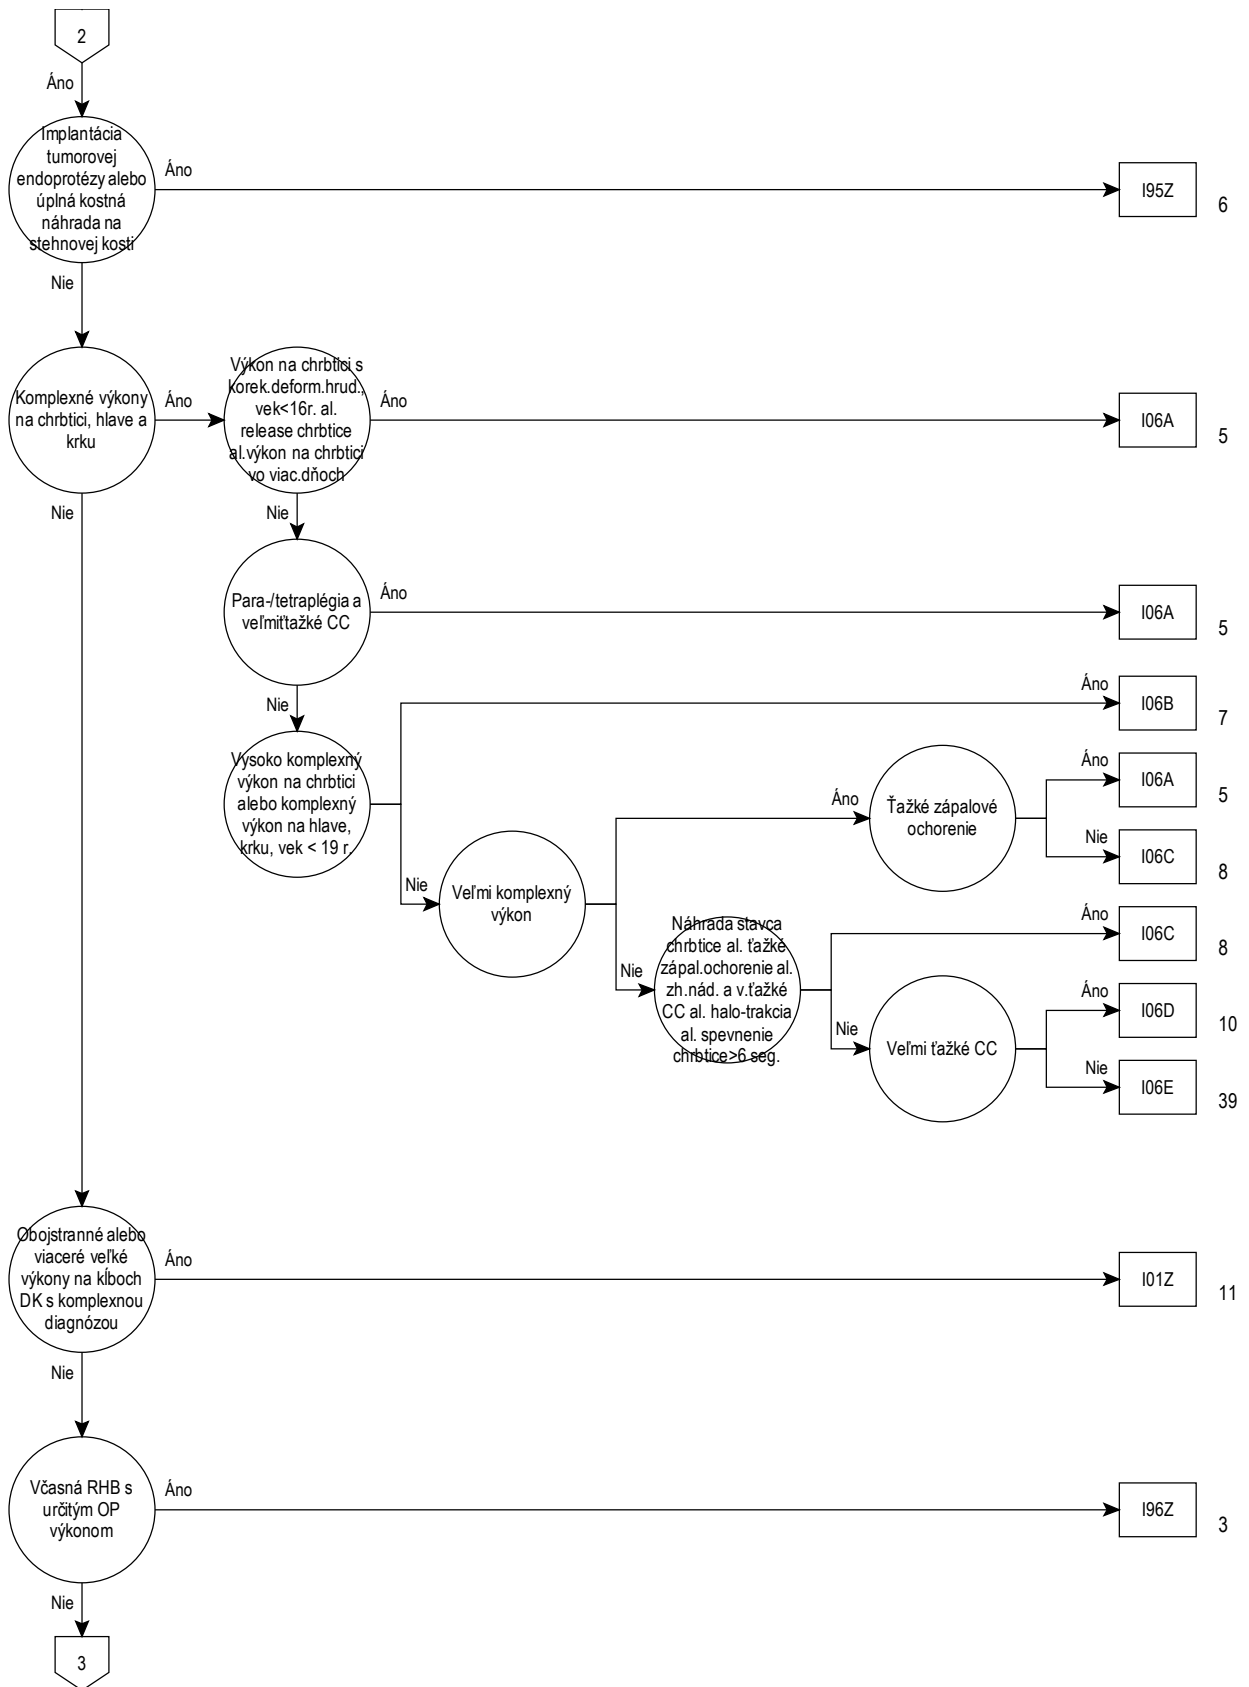 2
Áno
Implantácia
tumorovej
endoprotézy alebo
úplná kostná
náhrada na
stehnovej kosti
Áno
I95Z
6
Nie
Komplexné výkony
na chrbtici, hlave a
krku
Áno
Výkon na chrbtici s
korek.deform.hrud.,
vek<16r. al.
release chrbtice
al.výkon na chrbtici
vo viac.dňoch
Áno
I06A
5
Nie
Nie
Para-/tetraplégia a
veľmiťtažké CC
Áno
I06A
5
Nie
Vysoko komplexný
výkon na chrbtici
alebo komplexný
výkon na hlave,
krku, vek < 19 r.
Áno
I06B
7
Nie
Veľmi komplexný
výkon
Áno
Ťažké zápalové
ochorenie
Áno
I06A
5
Nie
I06C
8
Nie
Náhrada stavca
chrbtice al. ťažké
zápal.ochorenie al.
zh.nád. a v.ťažké
CC al. halo-trakcia
al. spevnenie
chrbtice>6 seg.
Áno
I06C
8
Nie
Veľmi ťažké CC
Áno
I06D
10
Nie
I06E
39
Obojstranné alebo
viaceré veľké
výkony na kĺboch
DK s komplexnou
diagnózou
Áno
I01Z
11
Nie
Včasná RHB s
určitým OP
výkonom
Áno
I96Z
3
Nie
3